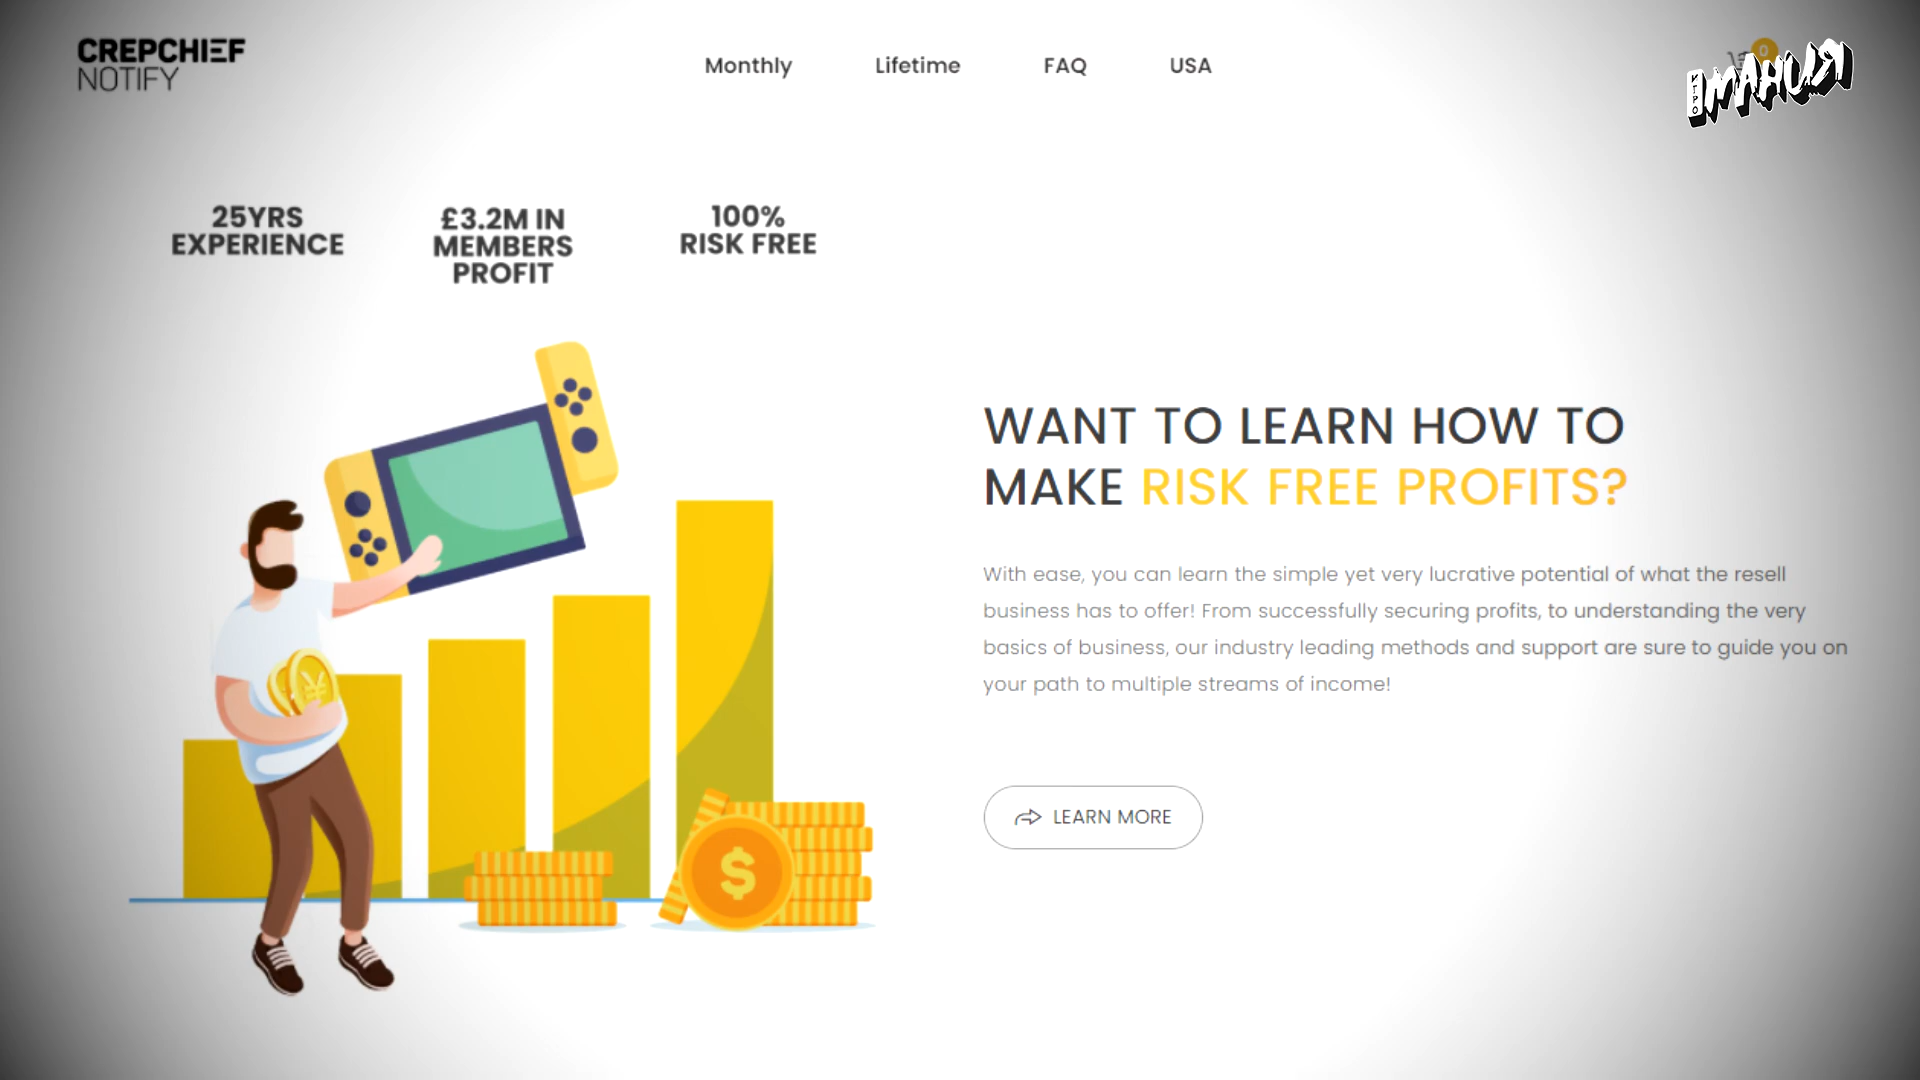 CREPCHIEF
NOTIFY
Monthly
Lifetime
FAQ
USA
0
ИГРО
МАНИЯ
25YRS
EXPERIENCE
£3.2M IN
MEMBERS
PROFIT
100%
RISK FREE
WANT TO LEARN HOW TO
MAKE RISK FREE PROFITS?
With ease, you can learn the simple yet very lucrative potential of what the resell
business has to offer! From successfully securing profits, to understanding the very
basics of business, our industry leading methods and support are sure to guide you on
your path to multiple streams of income!
LEARN MORE
¥
$